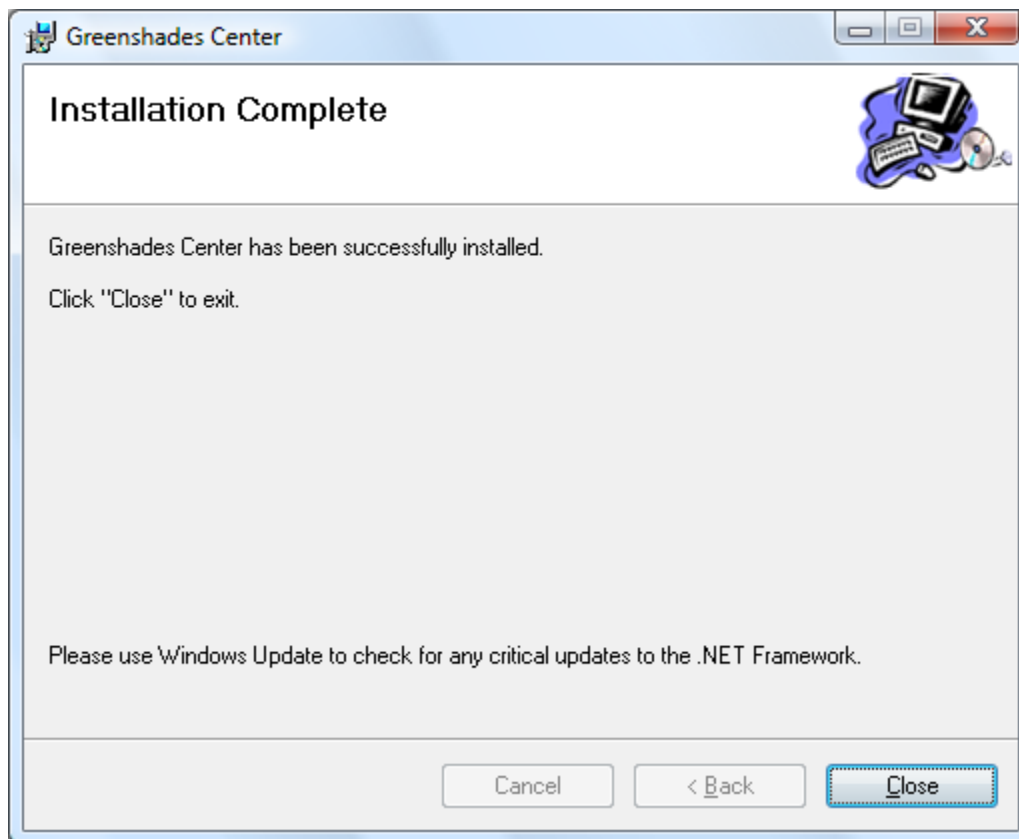 Greenshades Center
Installation Complete
Greenshades Center has been successfully installed.
Click "Close" to exit.
Please use Windows Update to check for any critical updates to the .NET Framework.
Cancel
< Back
Close